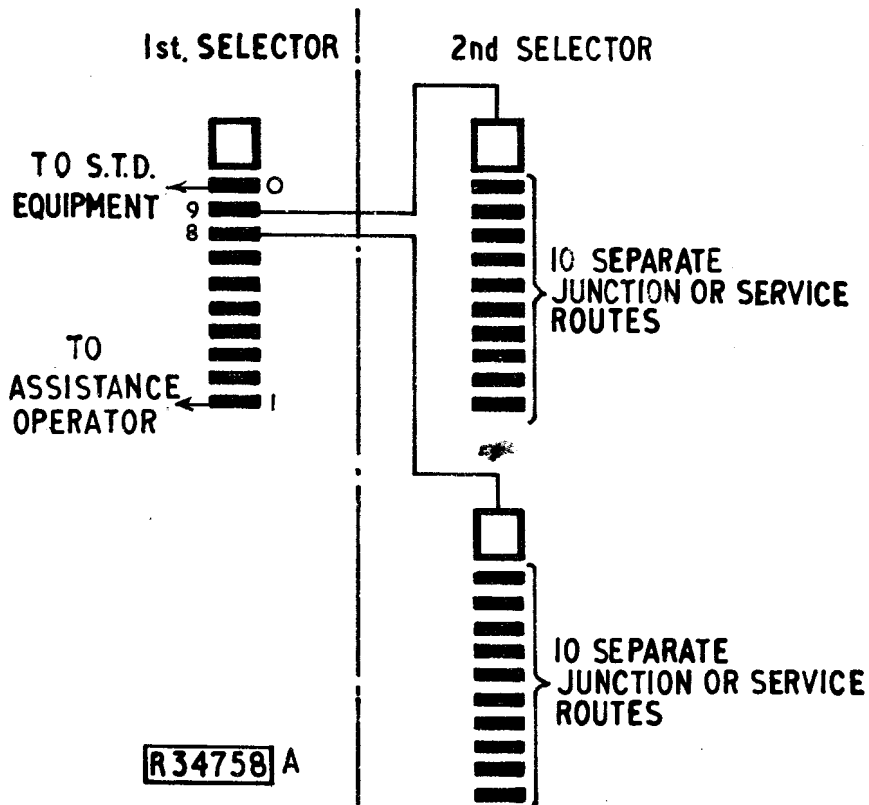 1st. SELECTOR
2nd SELECTOR
TO S.T.D.
EQUIPMENT
0
9
8
TO
ASSISTANCE
OPERATOR
1
10 SEPARATE
JUNCTION OR SERVICE
ROUTES
10 SEPARATE
JUNCTION OR SERVICE
ROUTES
R34758 A